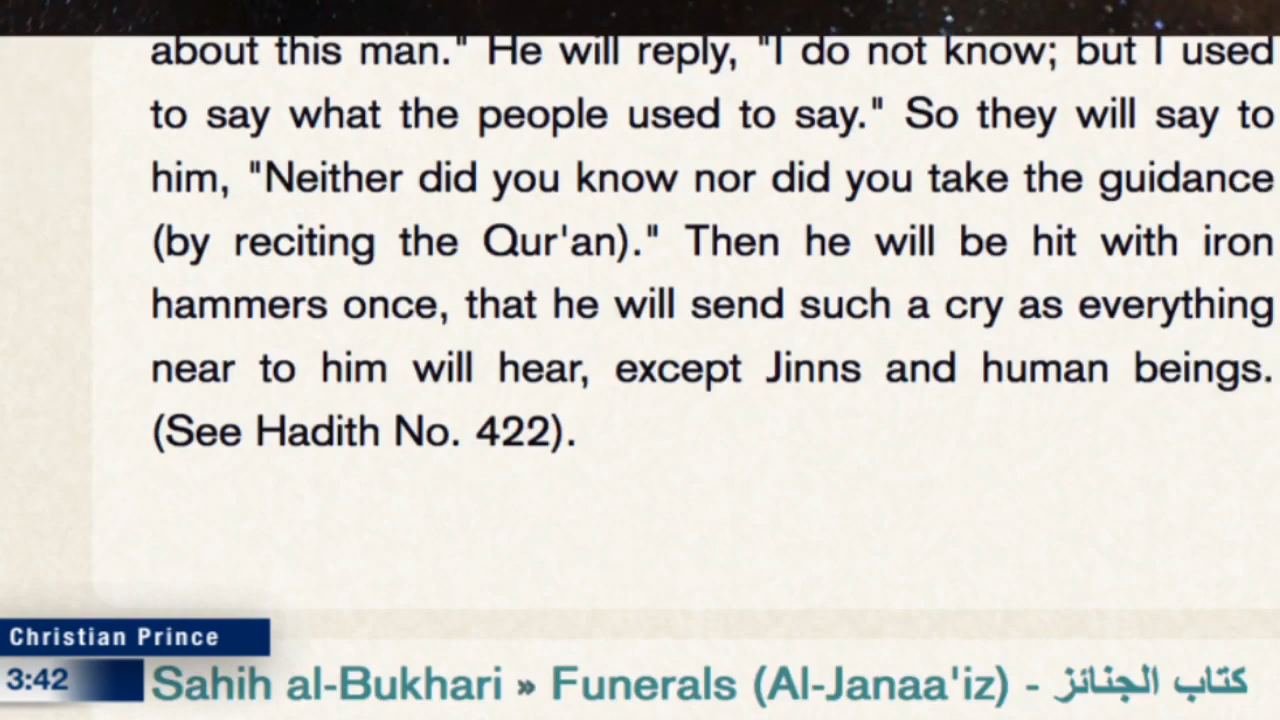 about this man." He will reply, "I do not know; but I used
to say what the people used to say." So they will say to
him, "Neither did you know nor did you take the guidance
(by reciting the Qur'an)." Then he will be hit with iron
hammers once, that he will send such a cry as everything
near to him will hear, except Jinns and human beings.
(See Hadith No. 422).
Christian Prince
3:42
Sahih al-Bukhari » Funerals (Al-Janaa'iz) - كتاب الجنائز